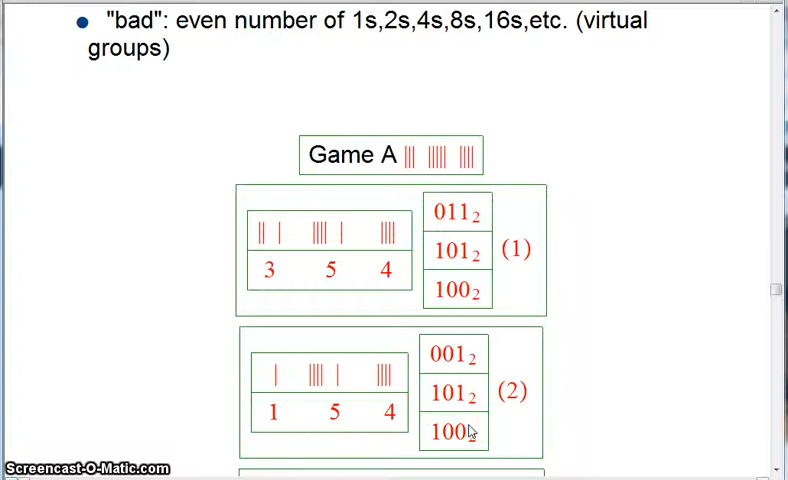 "bad": even number of 1s,2s,4s,8s,16s,etc. (virtual
groups)
Game A ||| ||||| ||||
|| | |||| | ||||
3 5 4
011₂
101₂
100₂
(1)
| |||| | ||||
1 5 4
001₂
101₂
100₂
(2)
Screencast-O-Matic.com